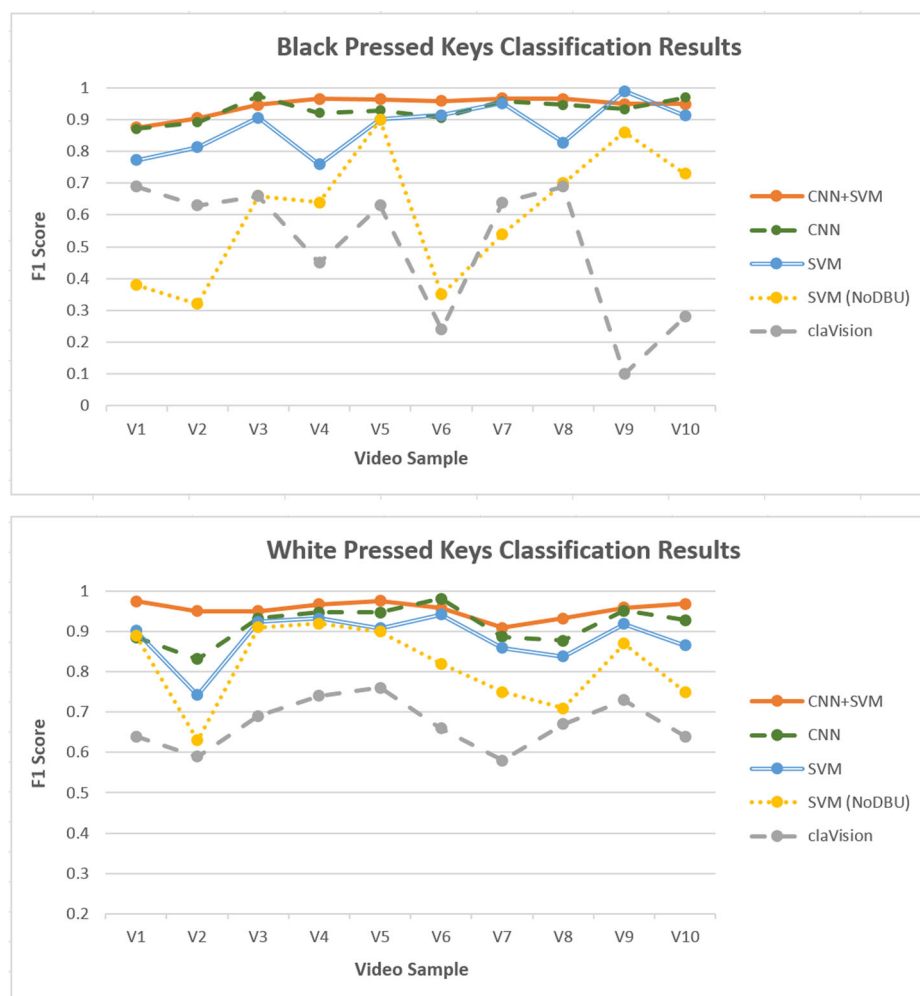 Black Pressed Keys Classification Results
1
0.9
0.8
0.7
0.6
0.5
0.4
0.3
0.2
0.1
0
F1 Score
V1 V2 V3 V4 V5 V6 V7 V8 V9 V10
Video Sample
CNN+SVM
CNN
SVM
SVM (NoDBU)
claVision
White Pressed Keys Classification Results
1
0.9
0.8
0.7
0.6
0.5
0.4
0.3
0.2
F1 Score
V1 V2 V3 V4 V5 V6 V7 V8 V9 V10
Video Sample
CNN+SVM
CNN
SVM
SVM (NoDBU)
claVision